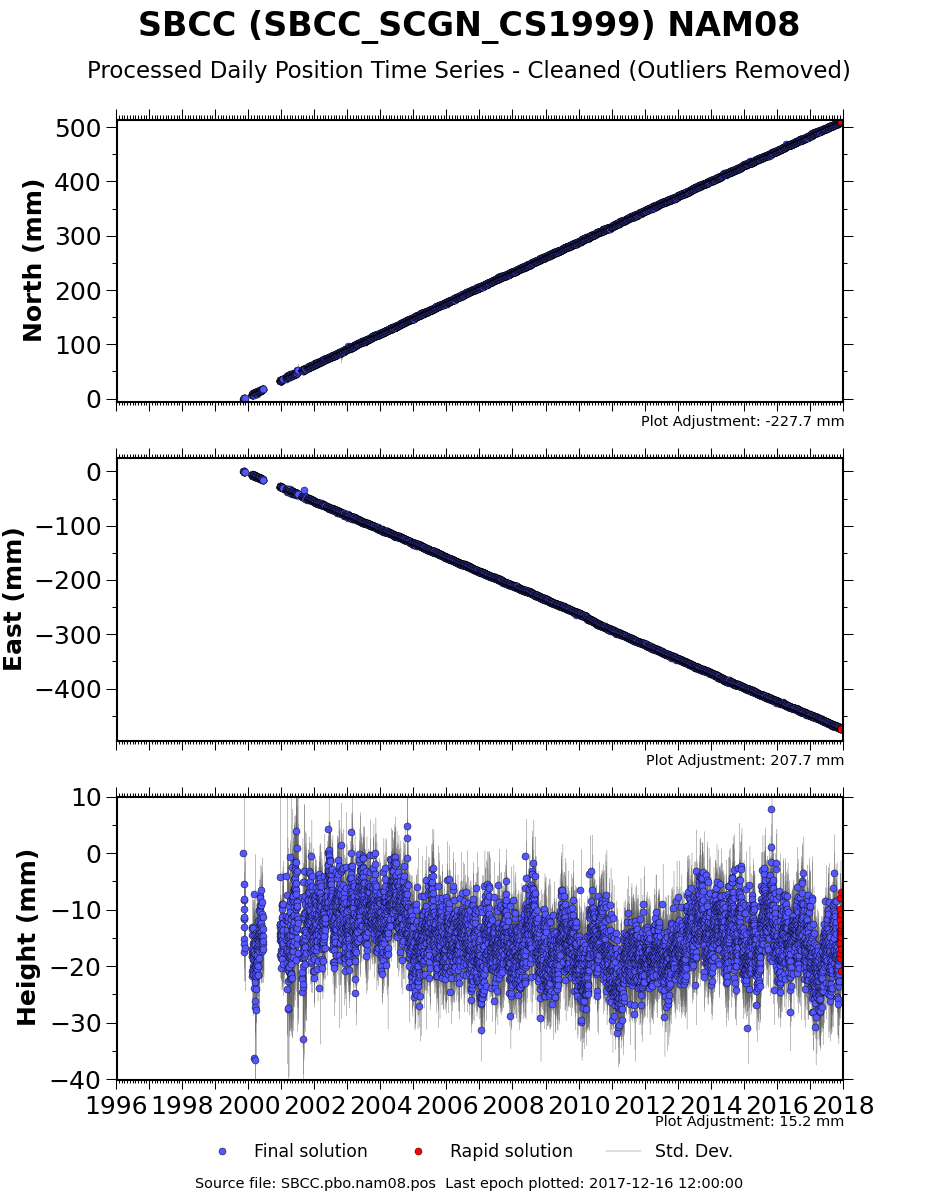 SBCC (SBCC_SCGN_CS1999) NAM08
Processed Daily Position Time Series - Cleaned (Outliers Removed)
500
400
300
200
100
0
North (mm)
Plot Adjustment: -227.7 mm
0
−100
−200
−300
−400
East (mm)
Plot Adjustment: 207.7 mm
10
0
−10
−20
−30
−40
Height (mm)
1996 1998 2000 2002 2004 2006 2008 2010 2012 2014 2016 2018
Plot Adjustment: 15.2 mm
Final solution Rapid solution Std. Dev.
Source file: SBCC.pbo.nam08.pos Last epoch plotted: 2017-12-16 12:00:00